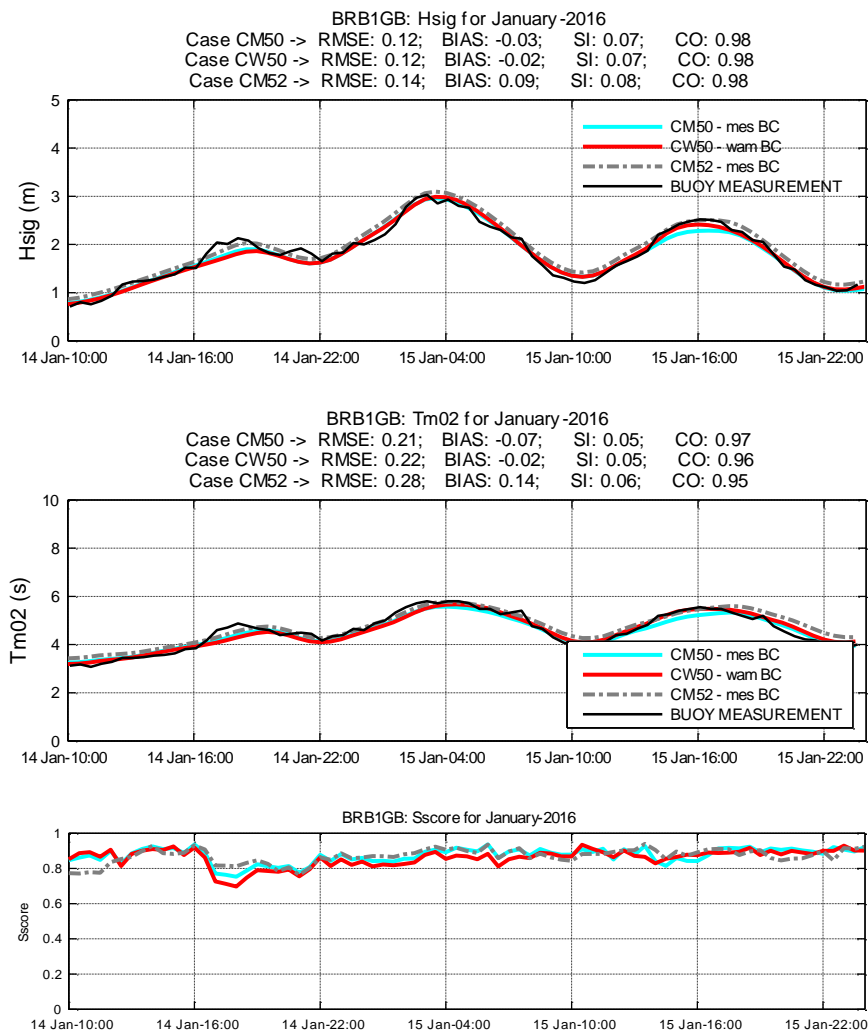 BRB1GB: Hsig for January-2016
Case CM50 -> RMSE: 0.12; BIAS: -0.03; SI: 0.07; CO: 0.98
Case CW50 -> RMSE: 0.12; BIAS: -0.02; SI: 0.07; CO: 0.98
Case CM52 -> RMSE: 0.14; BIAS: 0.09; SI: 0.08; CO: 0.98
5
4
3
2
1
0
Hsig (m)
CM50 - mes BC
CW50 - wam BC
CM52 - mes BC
BUOY MEASUREMENT
14 Jan-10:00 14 Jan-16:00 14 Jan-22:00 15 Jan-04:00 15 Jan-10:00 15 Jan-16:00 15 Jan-22:00
BRB1GB: Tm02 for January-2016
Case CM50 -> RMSE: 0.21; BIAS: -0.07; SI: 0.05; CO: 0.97
Case CW50 -> RMSE: 0.22; BIAS: -0.02; SI: 0.05; CO: 0.96
Case CM52 -> RMSE: 0.28; BIAS: 0.14; SI: 0.06; CO: 0.95
10
8
6
4
2
0
Tm02 (s)
CM50 - mes BC
CW50 - wam BC
CM52 - mes BC
BUOY MEASUREMENT
14 Jan-10:00 14 Jan-16:00 14 Jan-22:00 15 Jan-04:00 15 Jan-10:00 15 Jan-16:00 15 Jan-22:00
BRB1GB: Sscore for January-2016
1
0.8
0.6
0.4
0.2
0
Sscore
14 Jan-10:00 14 Jan-16:00 14 Jan-22:00 15 Jan-04:00 15 Jan-10:00 15 Jan-16:00 15 Jan-22:00